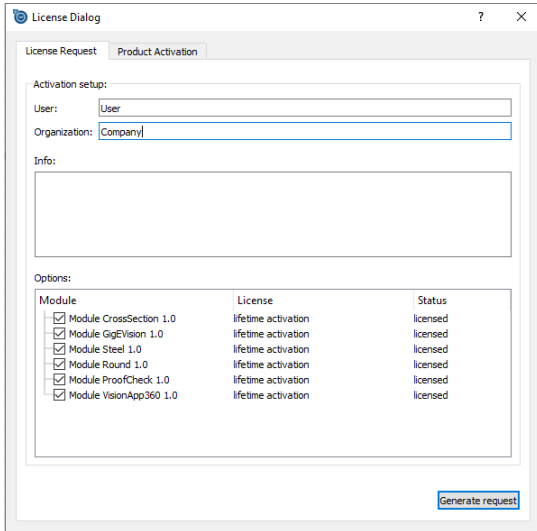 License Dialog
?
License Request Product Activation
Activation setup:
User: User
Organization: Company
Info:
Options:
Module License Status
Module CrossSection 1.0 lifetime activation licensed
Module GigEVision 1.0 lifetime activation licensed
Module Steel 1.0 lifetime activation licensed
Module Round 1.0 lifetime activation licensed
Module ProofCheck 1.0 lifetime activation licensed
Module VisionApp360 1.0 lifetime activation licensed
Generate request